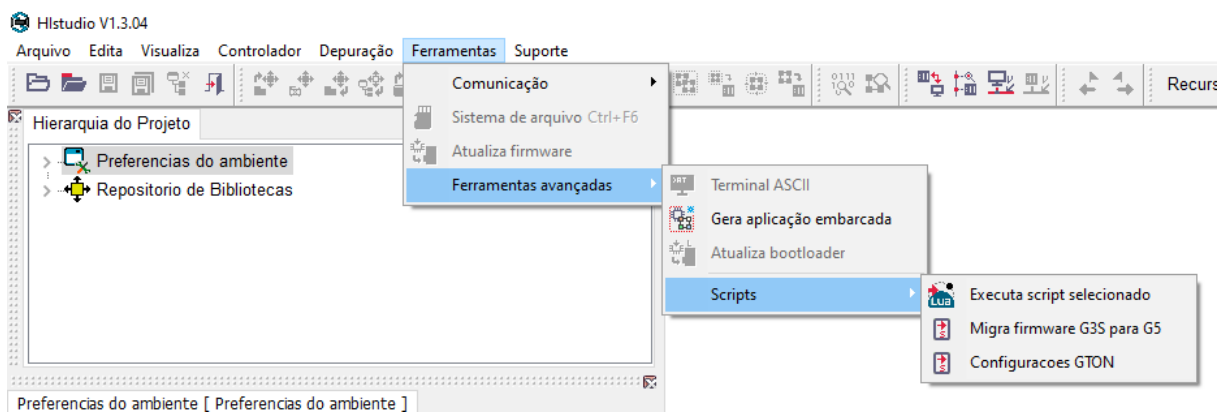 HIstudio V1.3.04
Arquivo Edita Visualiza Controlador Depuração Ferramentas Suporte
Recurs
Comunicação
Sistema de arquivo Ctrl+F6
Atualiza firmware
Ferramentas avançadas
Terminal ASCII
Gera aplicação embarcada
Atualiza bootloader
Scripts
Lua
Executa script selecionado
Migra firmware G3S para G5
Configuracoes GTON
Hierarquia do Projeto
Preferencias do ambiente
Repositorio de Bibliotecas
Preferencias do ambiente [ Preferencias do ambiente ]